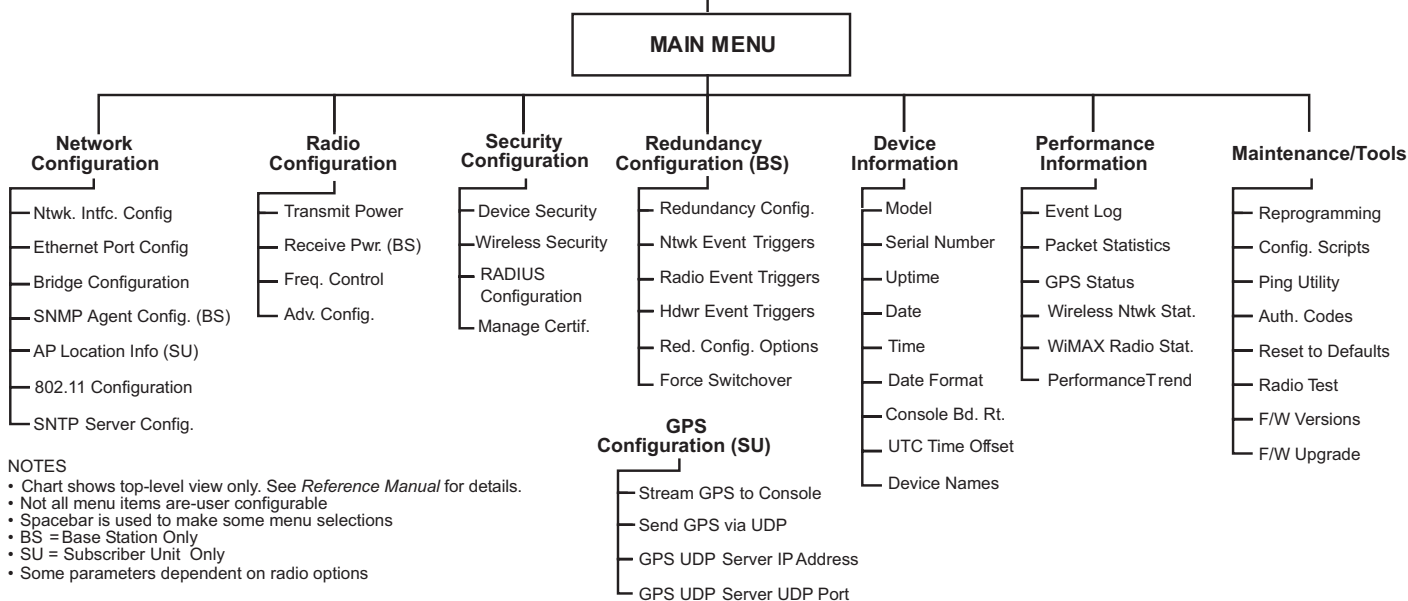 MAIN MENU
Network
Configuration
Ntwk. Intfc. Config
Ethernet Port Config
Bridge Configuration
SNMP Agent Config. (BS)
AP Location Info (SU)
802.11 Configuration
SNTP Server Config.
Radio
Configuration
Transmit Power
Receive Pwr. (BS)
Freq. Control
Adv. Config.
Security
Configuration
Device Security
Wireless Security
RADIUS
Configuration
Manage Certif.
Redundancy
Configuration (BS)
Redundancy Config.
Ntwk Event Triggers
Radio Event Triggers
Hdwr Event Triggers
Red. Config. Options
Force Switchover
GPS
Configuration (SU)
Stream GPS to Console
Send GPS via UDP
GPS UDP Server IP Address
GPS UDP Server UDP Port
Device
Information
Model
Serial Number
Uptime
Date
Time
Date Format
Console Bd. Rt.
UTC Time Offset
Device Names
Performance
Information
Event Log
Packet Statistics
GPS Status
Wireless Ntwk Stat.
WiMAX Radio Stat.
PerformanceTrend
Maintenance/Tools
Reprogramming
Config. Scripts
Ping Utility
Auth. Codes
Reset to Defaults
Radio Test
F/W Versions
F/W Upgrade
NOTES
• Chart shows top-level view only. See Reference Manual for details.
• Not all menu items are-user configurable
• Spacebar is used to make some menu selections
• BS = Base Station Only
• SU = Subscriber Unit Only
• Some parameters dependent on radio options